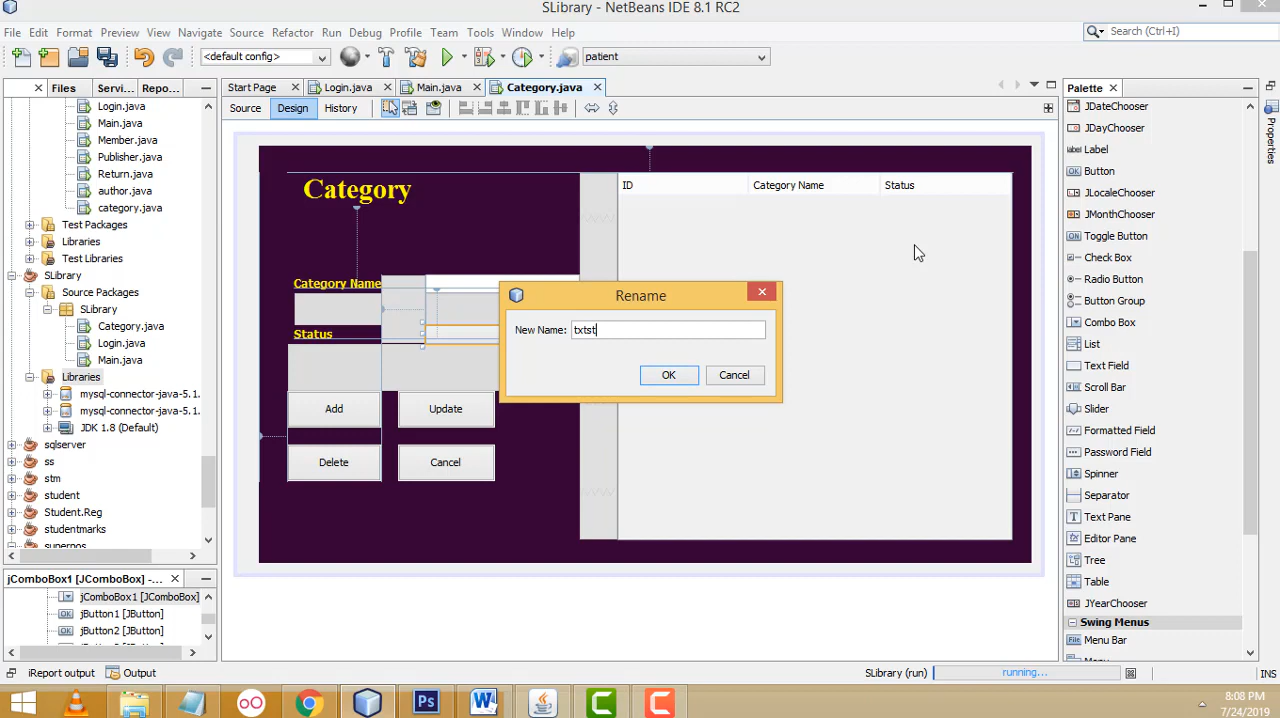 SLibrary - NetBeans IDE 8.1 RC2
File Edit Format Preview View Navigate Source Refactor Run Debug Profile Team Tools Window Help
Search (Ctrl+I)
<default config>
patient
Files Servi... Repo...
Start Page Login.java Main.java Category.java
Palette
Source Design History
Properties
Login.java
Main.java
Member.java
Publisher.java
Return.java
author.java
category.java
Test Packages
Libraries
Test Libraries
SLibrary
Source Packages
SLibrary
Category.java
Login.java
Main.java
Libraries
mysql-connector-java-5.1.
mysql-connector-java-5.1.
JDK 1.8 (Default)
sqlserver
ss
stm
student
Student.Reg
studentmarks
superpos
jComboBox1 [JComboBox] -...
jComboBox1 [JComboBox]
jButton1 [JButton]
jButton2 [JButton]
Category
Category Name
Status
Add
Update
Delete
Cancel
ID
Category Name
Status
Rename
New Name: txtst
OK
Cancel
JDateChooser
JDayChooser
label Label
Button
JLocaleChooser
JMonthChooser
ON Toggle Button
Check Box
Radio Button
Button Group
Combo Box
List
Text Field
Scroll Bar
Slider
Formatted Field
Password Field
Spinner
Separator
Text Pane
Editor Pane
Tree
Table
JYearChooser
Swing Menus
Menu Bar
iReport output
Output
SLibrary (run)
running...
INS
8:08 PM
7/24/2019